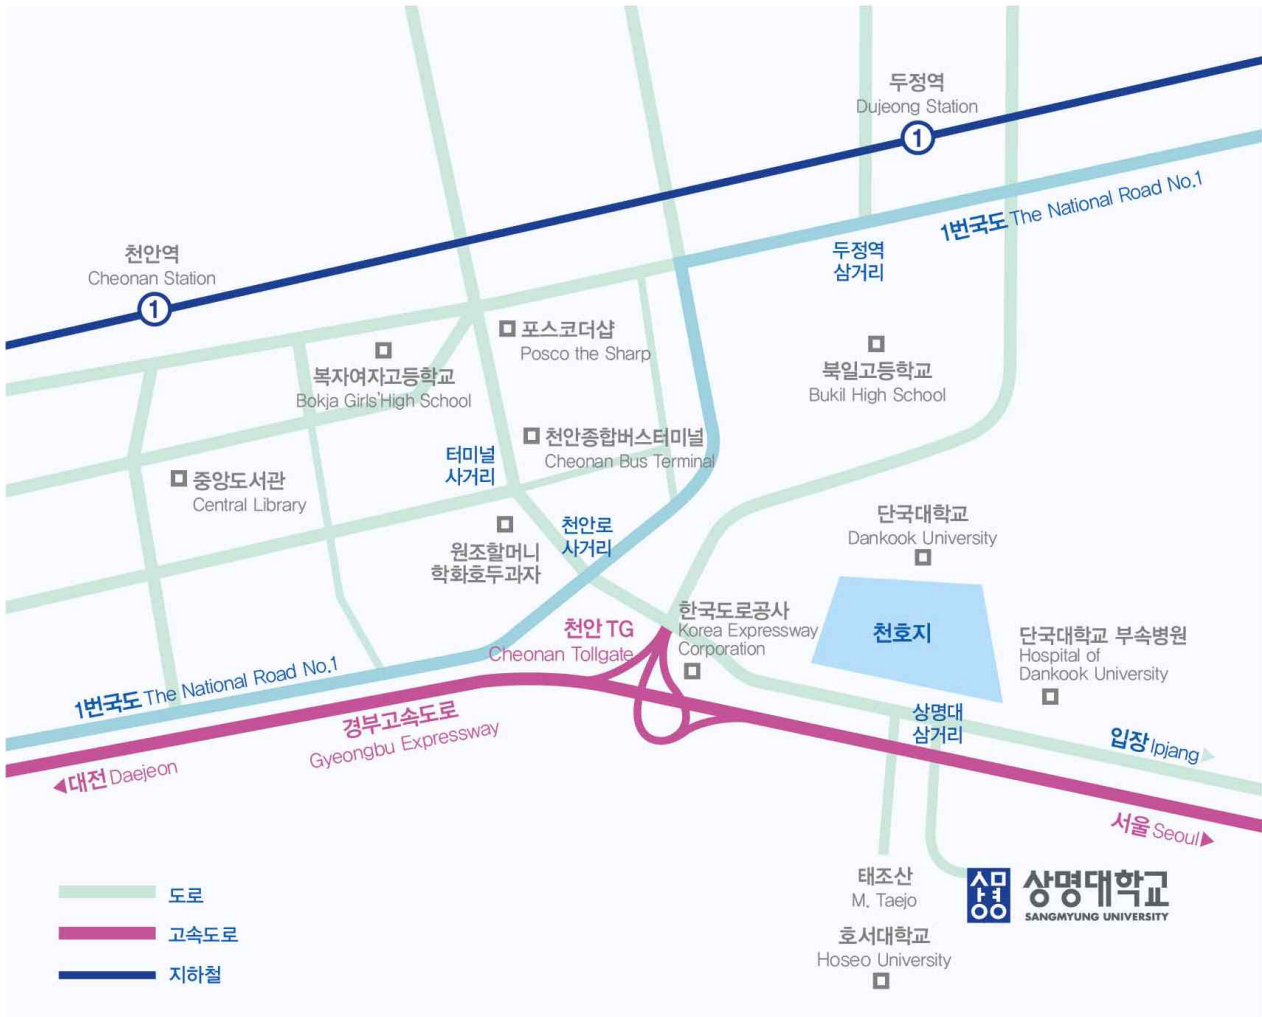 두정역
Dujeong Station
1
1번국도 The National Road No.1
천안역
Cheonan Station
1
두정역
삼거리
포스코더샵
Posco the Sharp
복자여자고등학교
Bokja Girls'High School
북일고등학교
Bukil High School
천안종합버스터미널
Cheonan Bus Terminal
터미널
사거리
중앙도서관
Central Library
단국대학교
Dankook University
천안로
사거리
원조할머니
학화호두과자
한국도로공사
Korea Expressway
Corporation
천안 TG
Cheonan Tollgate
천호지
단국대학교 부속병원
Hospital of
Dankook University
1번국도 The National Road No.1
경부고속도로
Gyeongbu Expressway
상명대
삼거리
입장 Ipjang
대전 Daejeon
서울 Seoul
태조산
M. Taejo
상명
상명대학교
SANGMYUNG UNIVERSITY
호서대학교
Hoseo University
도로
고속도로
지하철